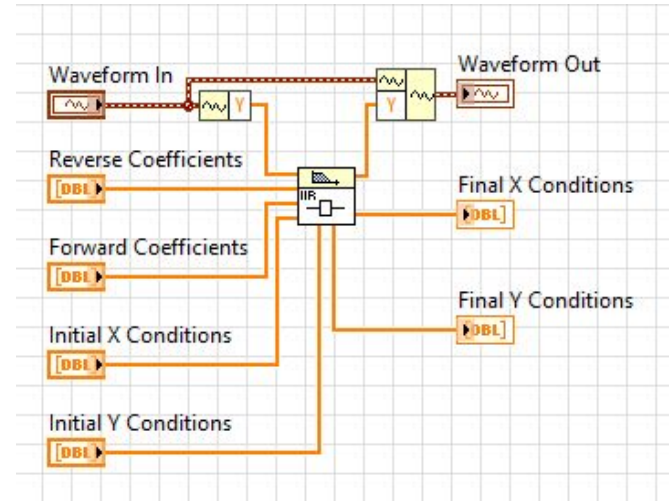 Waveform In
Waveform Out
Y
Y
Reverse Coefficients
[DBL]
IIR
Final X Conditions
DBL]
Forward Coefficients
[DBL]
Initial X Conditions
[DBL]
Final Y Conditions
DBL]
Initial Y Conditions
[DBL]